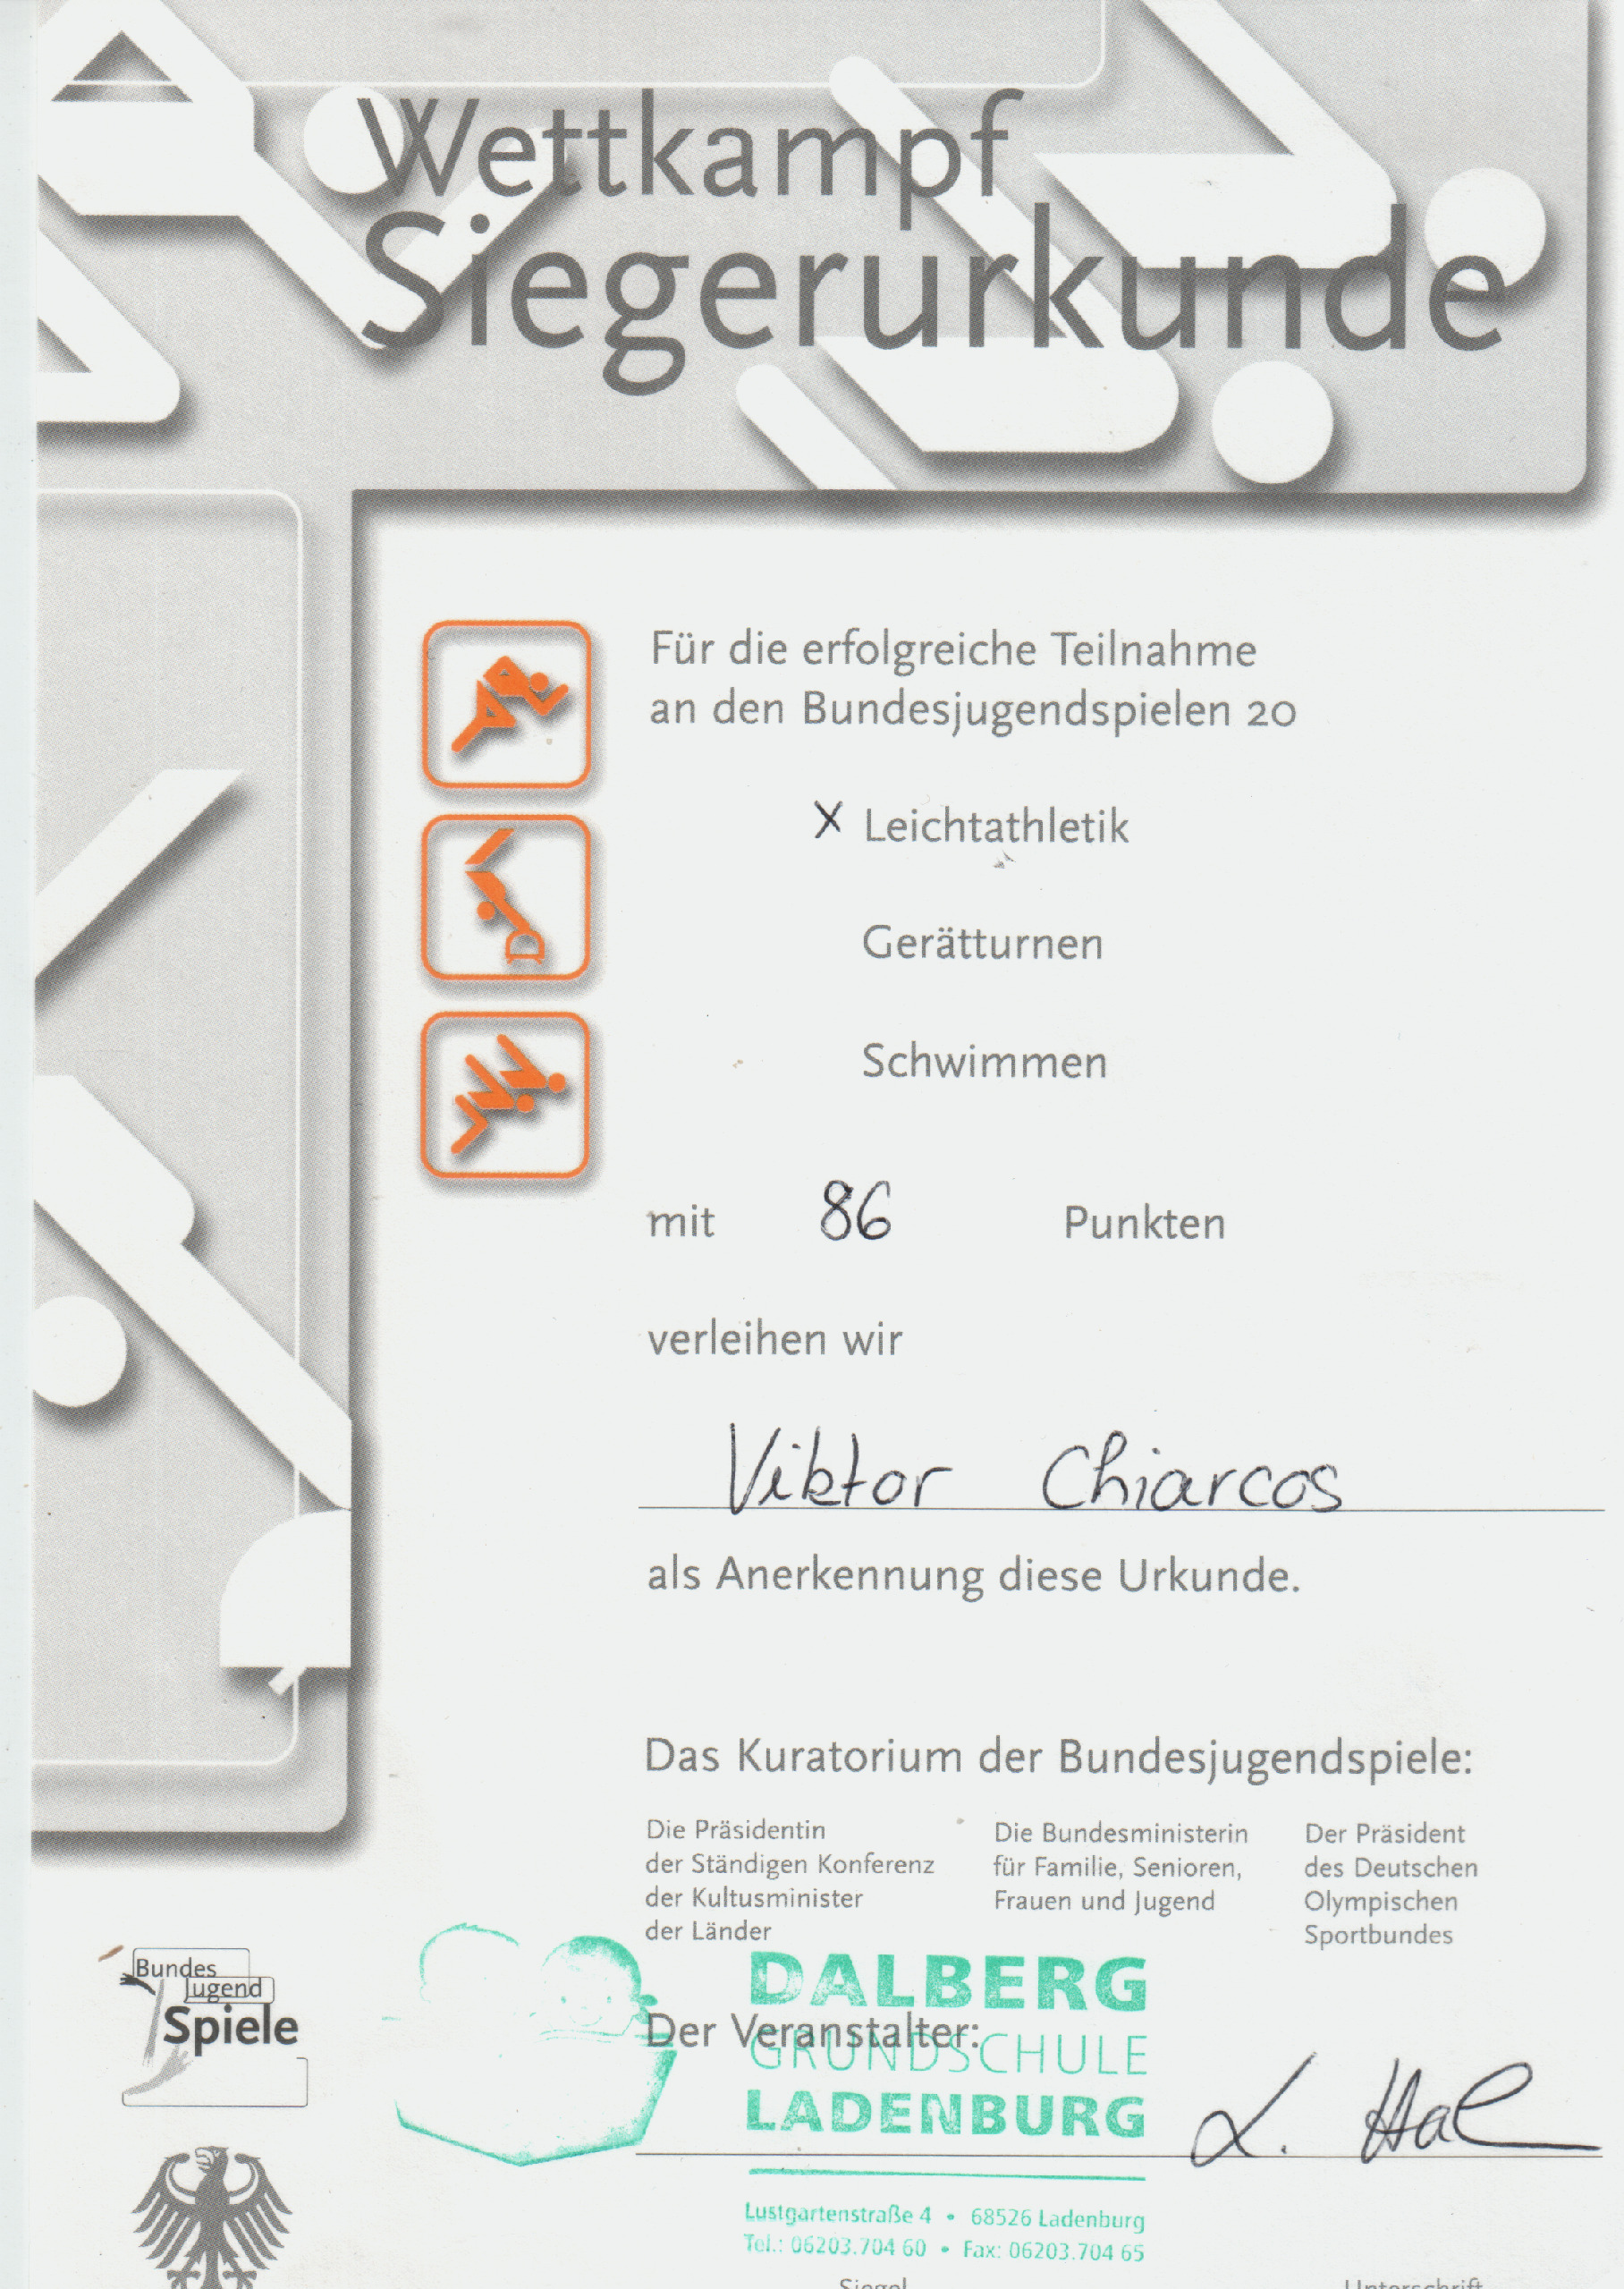 Wettkampf
Siegerurkunde
Für die erfolgreiche Teilnahme
an den Bundesjugendspielen 20
X Leichtathletik
Gerätturnen
Schwimmen
mit 86 Punkten
verleihen wir
Viktor Chiarcos
als Anerkennung diese Urkunde.
Das Kuratorium der Bundesjugendspiele:
Die Präsidentin
der Ständigen Konferenz
der Kultusminister
der Länder
Die Bundesministerin
für Familie, Senioren,
Frauen und Jugend
Der Präsident
des Deutschen
Olympischen
Sportbundes
Bundes
Jugend
Spiele
Der Veranstalter:
DALBERG
GRUNDSCHULE
LADENBURG
Lustgartenstraße 4 • 68526 Ladenburg
Tel.: 06203.704 60 • Fax: 06203.704 65
Siegel Unterschrift